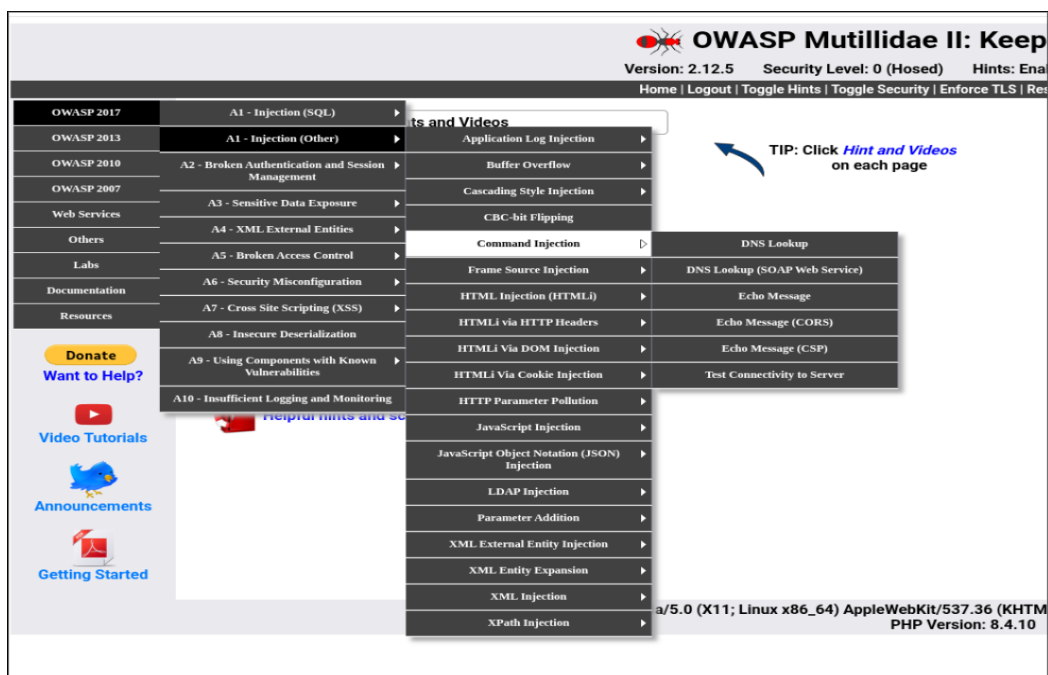 OWASP Mutillidae II: Keep
Version: 2.12.5 Security Level: 0 (Hosed) Hints: Ena
Home | Logout | Toggle Hints | Toggle Security | Enforce TLS | Re
OWASP 2017
OWASP 2013
OWASP 2010
OWASP 2007
Web Services
Others
Labs
Documentation
Resources
A1 - Injection (SQL)
A1 - Injection (Other)
A2 - Broken Authentication and Session
Management
A3 - Sensitive Data Exposure
A4 - XML External Entities
A5 - Broken Access Control
A6 - Security Misconfiguration
A7 - Cross Site Scripting (XSS)
A8 - Insecure Deserialization
A9 - Using Components with Known
Vulnerabilities
A10 - Insufficient Logging and Monitoring
ts and Videos
Application Log Injection
Buffer Overflow
Cascading Style Injection
CBC-bit Flipping
Command Injection
Frame Source Injection
HTML Injection (HTMLi)
HTMLi via HTTP Headers
HTMLi Via DOM Injection
HTMLi Via Cookie Injection
HTTP Parameter Pollution
JavaScript Injection
JavaScript Object Notation (JSON)
Injection
LDAP Injection
Parameter Addition
XML External Entity Injection
XML Entity Expansion
XML Injection
XPath Injection
DNS Lookup
DNS Lookup (SOAP Web Service)
Echo Message
Echo Message (CORS)
Echo Message (CSP)
Test Connectivity to Server
TIP: Click Hint and Videos
on each page
Donate
Want to Help?
Video Tutorials
Announcements
Getting Started
Helpful hints and sc
a/5.0 (X11; Linux x86_64) AppleWebKit/537.36 (KHTM
PHP Version: 8.4.10